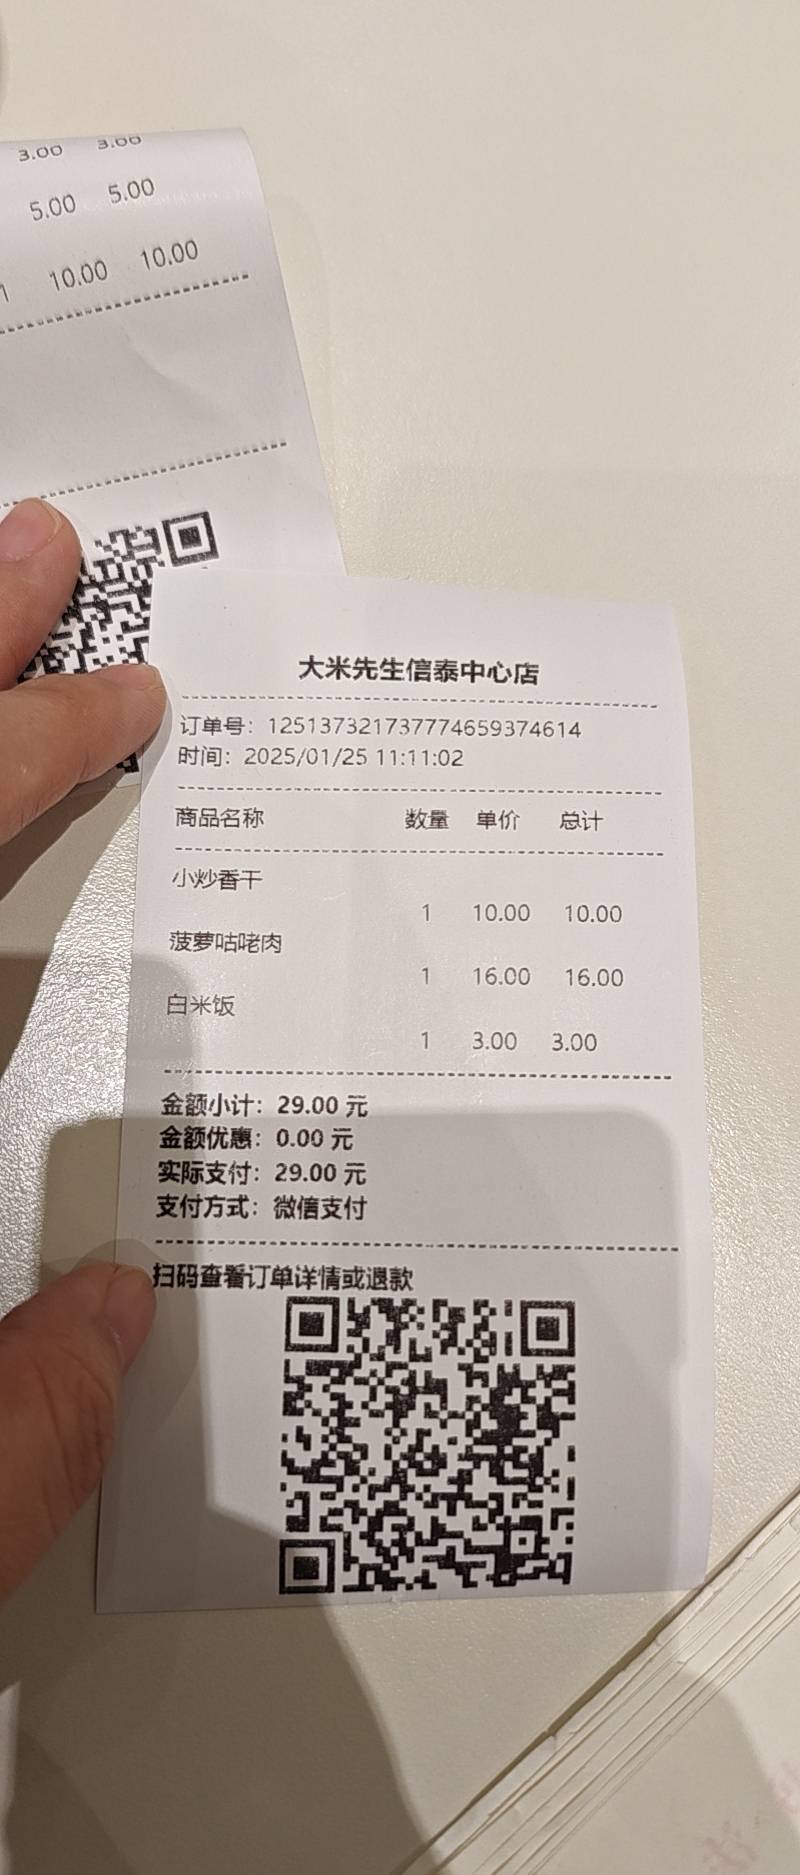 3.00 3.00
5.00 5.00
1 10.00 10.00
大米先生信泰中心店
订单号：1251373217377746593746​14
时间：2025/01/25 11:11:02
商品名称 数量 单价 总计
小炒香干
1 10.00 10.00
菠萝咕咾肉
1 16.00 16.00
白米饭
1 3.00 3.00
金额小计：29.00 元
金额优惠：0.00 元
实际支付：29.00 元
支付方式：微信支付
扫码查看订单详情或退款